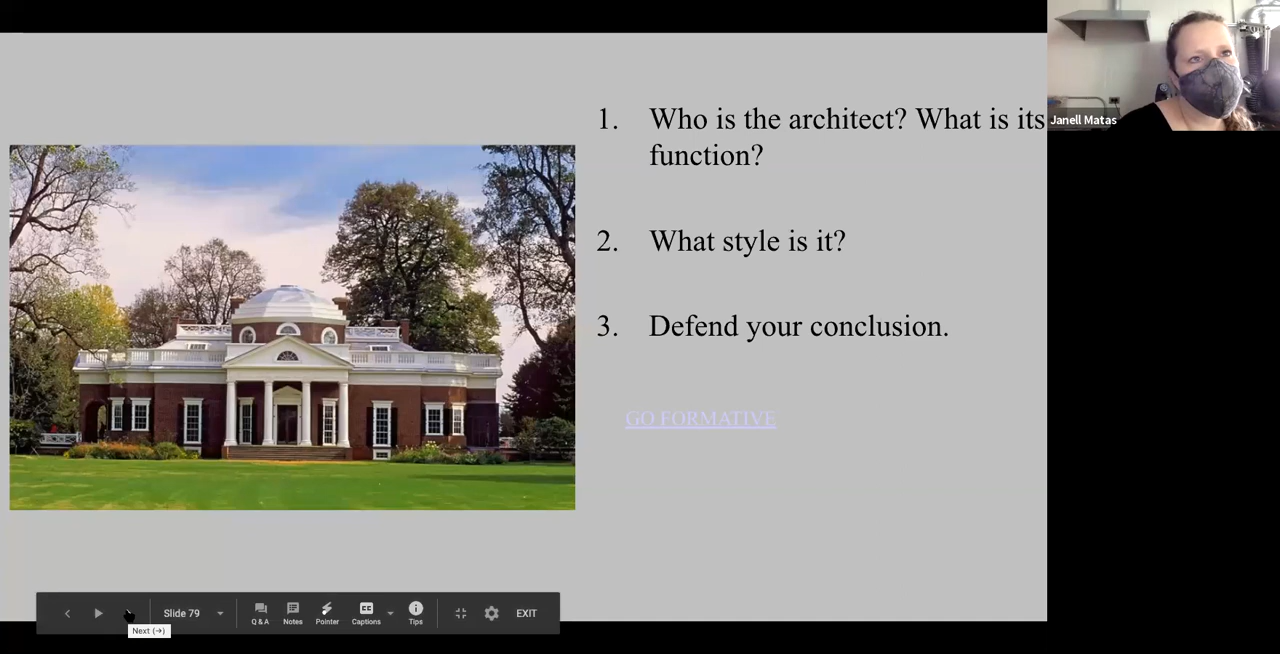 1. Who is the architect? What is its
function?
2. What style is it?
3. Defend your conclusion.
GO FORMATIVE
Janell Matas
Slide 79
Q & A
Notes
Pointer
CC
Captions
Tips
EXIT
Next (→)